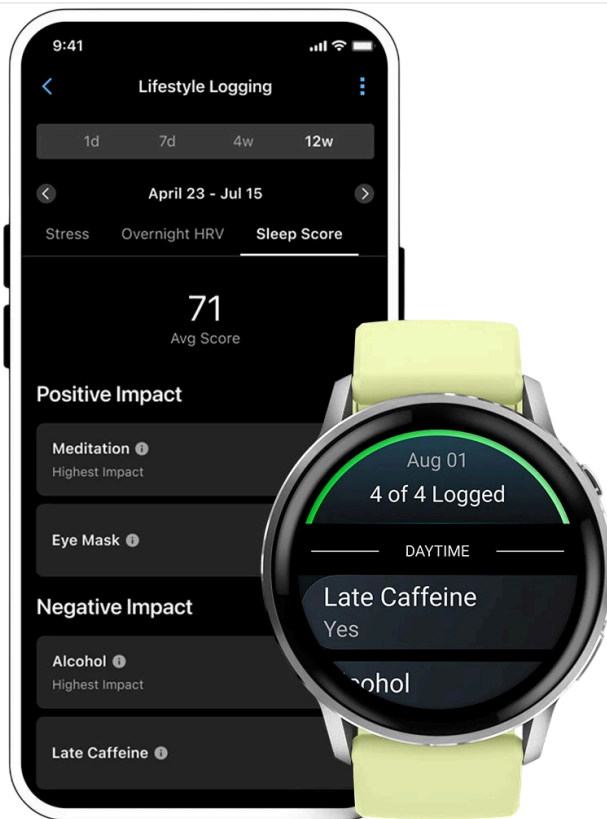 9:41
Lifestyle Logging
1d 7d 4w 12w
April 23 - Jul 15
Stress Overnight HRV Sleep Score
71
Avg Score
Positive Impact
Meditation
Highest Impact
Eye Mask
Negative Impact
Alcohol
Highest Impact
Late Caffeine
Aug 01
4 of 4 Logged
DAYTIME
Late Caffeine
Yes